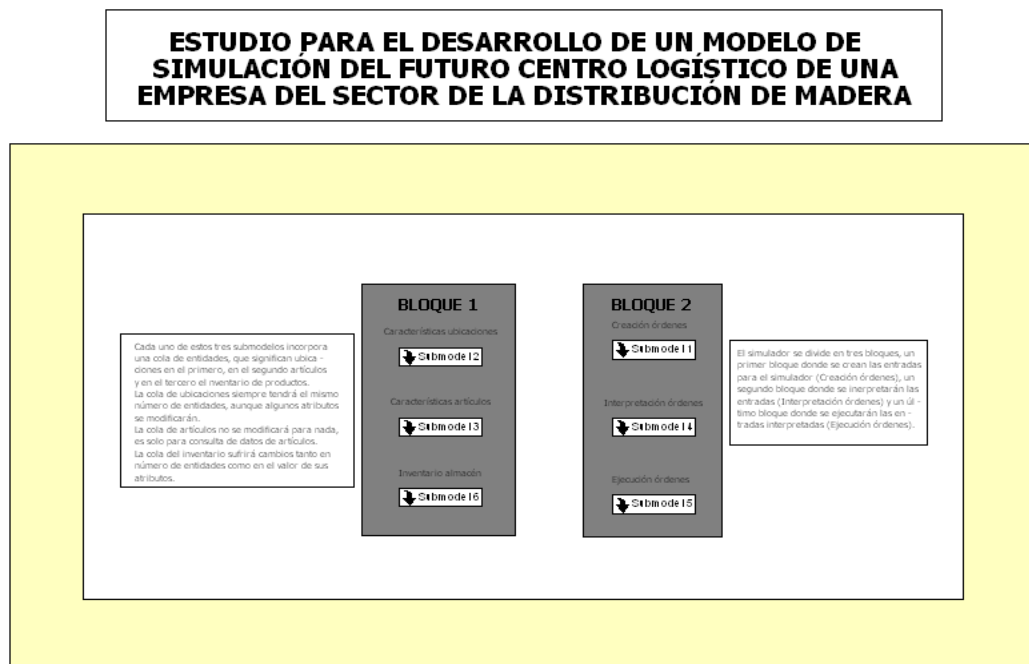 ESTUDIO PARA EL DESARROLLO DE UN MODELO DE
SIMULACIÓN DEL FUTURO CENTRO LOGÍSTICO DE UNA
EMPRESA DEL SECTOR DE LA DISTRIBUCIÓN DE MADERA
Cada uno de estos tres submodelos incorpora
una cola de entidades, que significan ubica -
ciones en el primero, en el segundo artículos
y en el tercero el nventario de productos.
La cola de ubicaciones siempre tendrá el mismo
número de entidades, aunque algunos atributos
se modificarán.
La cola de artículos no se modificará para nada,
es solo para consulta de datos de artículos.
La cola del inventario sufrirá cambios tanto en
número de entidades como en el valor de sus
atributos.
BLOQUE 1
Características ubicaciones
Submodel 2
Características artículos
Submodel 3
Inventario almacén
Submodel 6
BLOQUE 2
Creación órdenes
Submodel 1
Interpretación órdenes
Submodel 4
Ejecución órdenes
Submodel 5
El simulador se divide en tres bloques, un
primer bloque donde se crean las entradas
para el simulador (Creación órdenes), un
segundo bloque donde se inerpretarán las
entradas (Interpretación órdenes) y un úl -
timo bloque donde se ejecutarán las en -
tradas interpretadas (Ejecución órdenes).